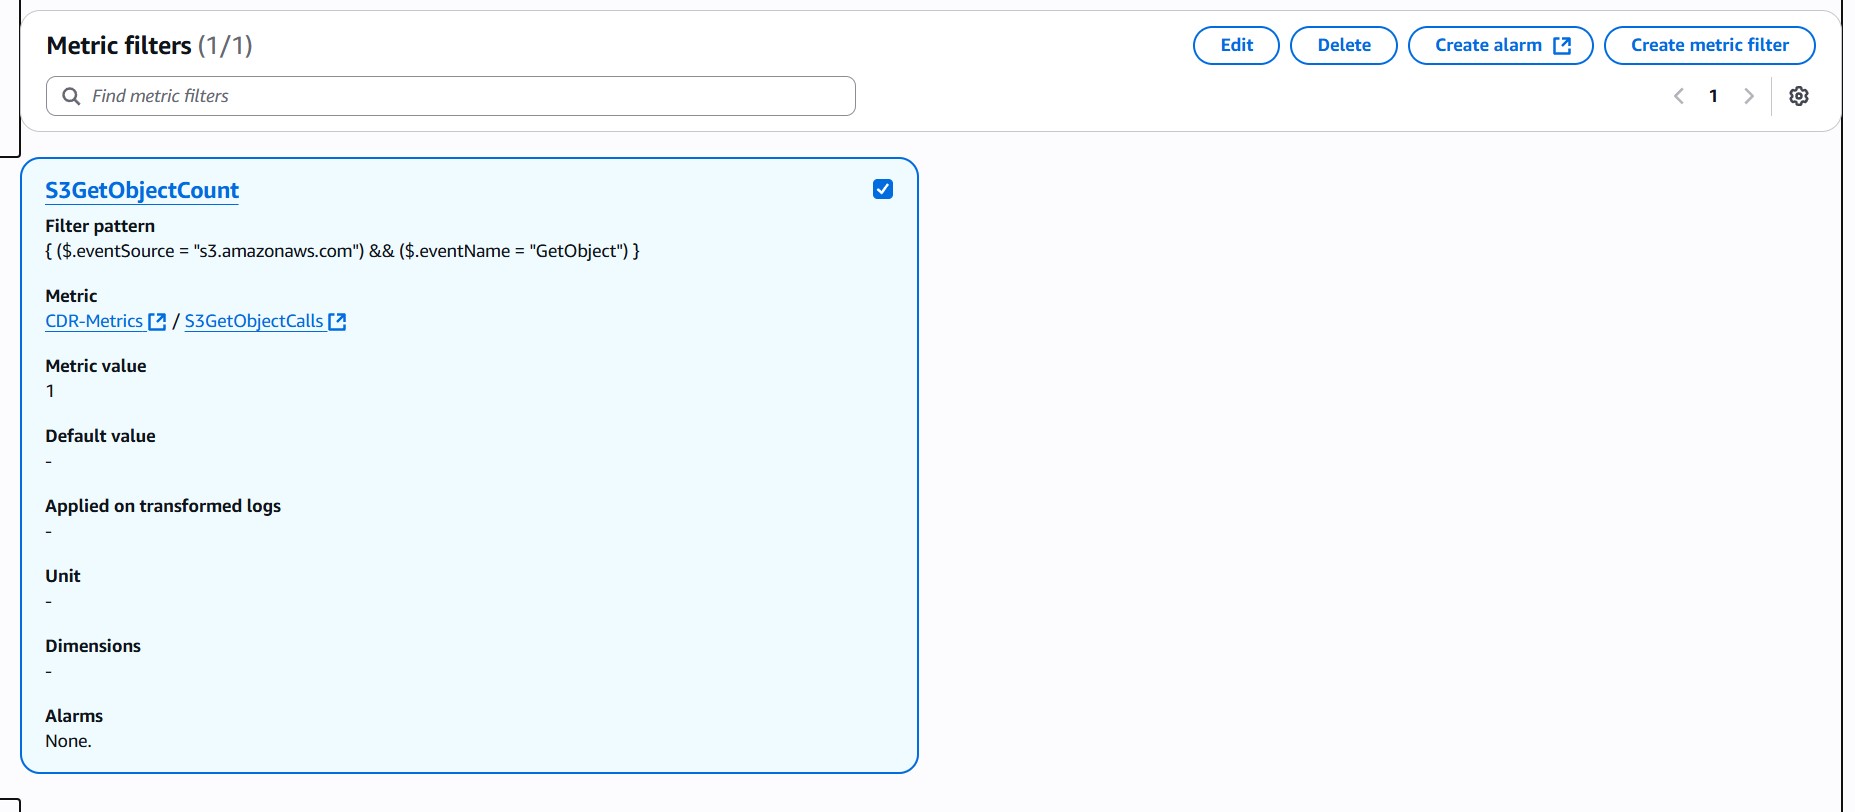 Metric filters (1/1)
Edit
Delete
Create alarm
Create metric filter
Find metric filters
1
S3GetObjectCount
Filter pattern
{ ($.eventSource = "s3.amazonaws.com") && ($.eventName = "GetObject") }
Metric
CDR-Metrics / S3GetObjectCalls
Metric value
1
Default value
-
Applied on transformed logs
-
Unit
-
Dimensions
-
Alarms
None.